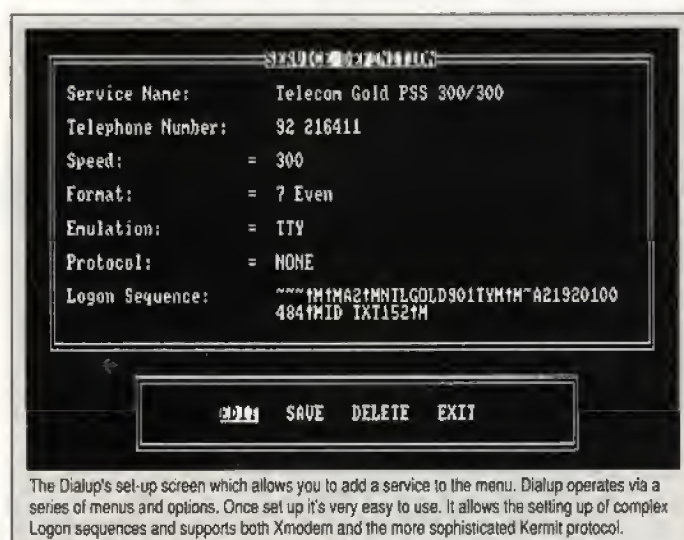 SERVICE DEFINITION
Service Name: Telecom Gold PSS 300/300
Telephone Number: 92 216411
Speed: = 300
Format: = 7 Even
Emulation: = TTY
Protocol: = NONE
Logon Sequence: ~~~↑M↑MA2↑MNTLGOLD901TYM↑M~A21920100
484↑MID TXT152↑M
EDIT SAVE DELETE EXIT
The Dialup's set-up screen which allows you to add a service to the menu. Dialup operates via a
series of menus and options. Once set up it's very easy to use. It allows the setting up of complex
Logon sequences and supports both Xmodem and the more sophisticated Kermit protocol.